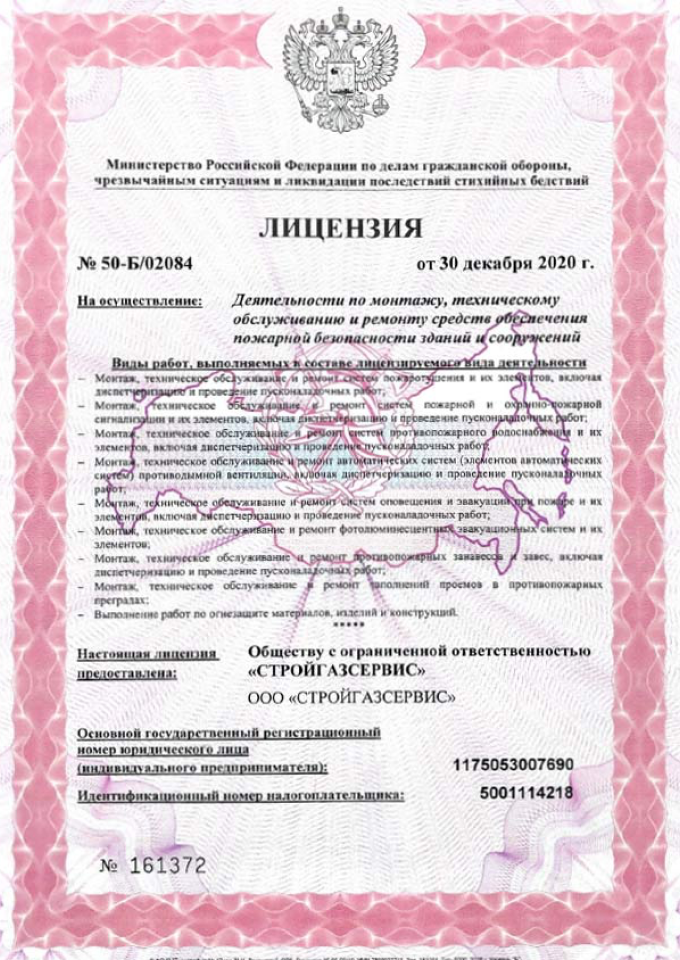 Министерство Российской Федерации по делам гражданской обороны,
чрезвычайным ситуациям и ликвидации последствий стихийных бедствий
ЛИЦЕНЗИЯ
№ 50-Б/02084 от 30 декабря 2020 г.
На осуществление: Деятельности по монтажу, техническому
обслуживанию и ремонту средств обеспечения
пожарной безопасности зданий и сооружений
Виды работ, выполняемых в составе лицензируемого вида деятельности
– Монтаж, техническое обслуживание и ремонт систем пожаротушения и их элементов, включая
диспетчеризацию и проведение пусконаладочных работ;
– Монтаж, техническое обслуживание и ремонт систем пожарной и охранно-пожарной
сигнализации и их элементов, включая диспетчеризацию и проведение пусконаладочных работ;
– Монтаж, техническое обслуживание и ремонт систем противопожарного водоснабжения и их
элементов, включая диспетчеризацию и проведение пусконаладочных работ;
– Монтаж, техническое обслуживание и ремонт автоматических систем (элементов автоматических
систем) противодымной вентиляции, включая диспетчеризацию и проведение пусконаладочных
работ;
– Монтаж, техническое обслуживание и ремонт систем оповещения и эвакуации при пожаре и их
элементов, включая диспетчеризацию и проведение пусконаладочных работ;
– Монтаж, техническое обслуживание и ремонт фотолюминесцентных эвакуационных систем и их
элементов;
– Монтаж, техническое обслуживание и ремонт противопожарных занавесов и завес, включая
диспетчеризацию и проведение пусконаладочных работ;
– Монтаж, техническое обслуживание и ремонт заполнений проемов в противопожарных
преградах;
– Выполнение работ по огнезащите материалов, изделий и конструкций.
*****
Настоящая лицензия Обществу с ограниченной ответственностью
предоставлена: «СТРОЙГАЗСЕРВИС»
ООО «СТРОЙГАЗСЕРВИС»
Основной государственный регистрационный
номер юридического лица
(индивидуального предпринимателя): 1175053007690
Идентификационный номер налогоплательщика: 5001114218
№ 161372